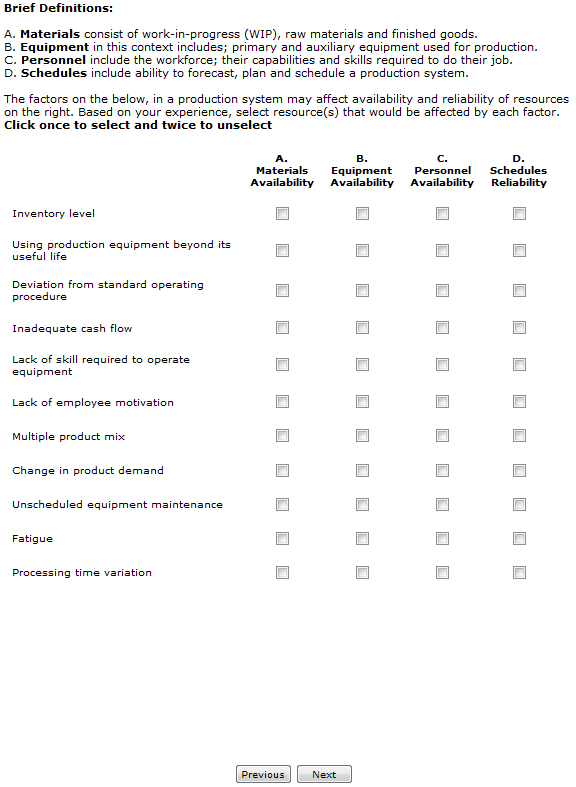 Brief Definitions:
A. Materials consist of work-in-progress (WIP), raw materials and finished goods.
B. Equipment in this context includes; primary and auxiliary equipment used for production.
C. Personnel include the workforce; their capabilities and skills required to do their job.
D. Schedules include ability to forecast, plan and schedule a production system.
The factors on the below, in a production system may affect availability and reliability of resources
on the right. Based on your experience, select resource(s) that would be affected by each factor.
Click once to select and twice to unselect
A. B. C. D.
Materials Equipment Personnel Schedules
Availability Availability Availability Reliability
Inventory level
Using production equipment beyond its
useful life
Deviation from standard operating
procedure
Inadequate cash flow
Lack of skill required to operate
equipment
Lack of employee motivation
Multiple product mix
Change in product demand
Unscheduled equipment maintenance
Fatigue
Processing time variation
Previous Next